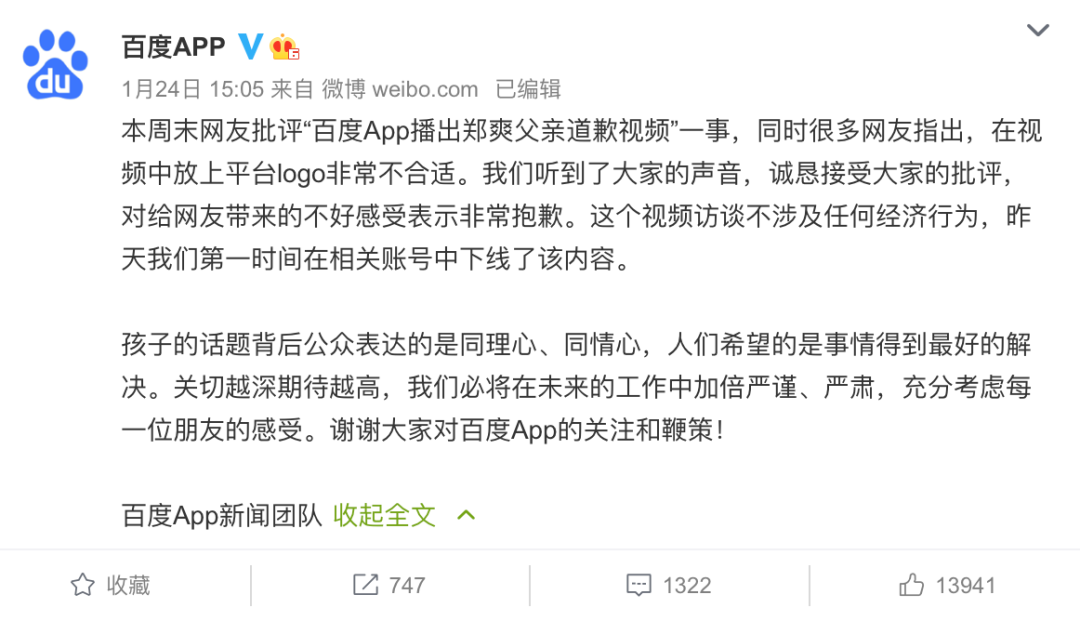 du
百度APP V
1月24日 15:05 来自 微博 weibo.com 已编辑
本周末网友批评“百度App播出郑爽父亲道歉视频”一事，同时很多网友指出，在视
频中放上平台logo非常不合适。我们听到了大家的声音，诚恳接受大家的批评，
对给网友带来的不好感受表示非常抱歉。这个视频访谈不涉及任何经济行为，昨
天我们第一时间在相关账号中下线了该内容。
孩子的话题背后公众表达的是同理心、同情心，人们希望的是事情得到最好的解
决。关切越深期待越高，我们必将在未来的工作中加倍严谨、严肃，充分考虑每
一位朋友的感受。谢谢大家对百度App的关注和鞭策！
百度App新闻团队 收起全文
收藏 747 1322 13941